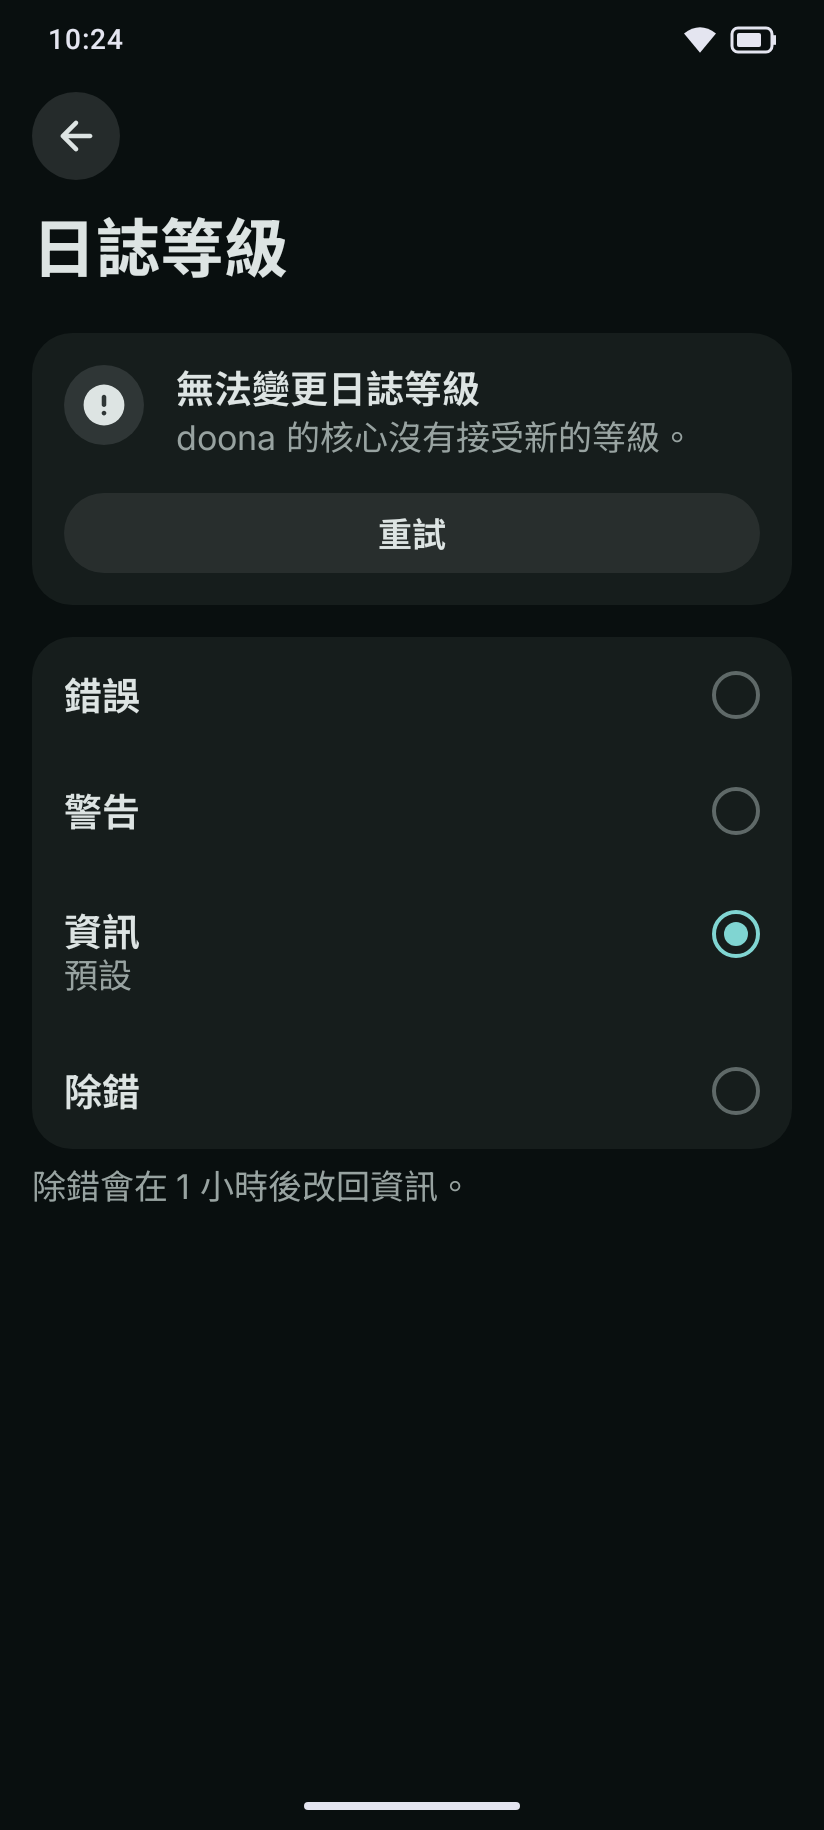 10:24
日誌等級
無法變更日誌等級
doona 的核心沒有接受新的等級。
重試
錯誤
警告
資訊
預設
除錯
除錯會在 1 小時後改回資訊。